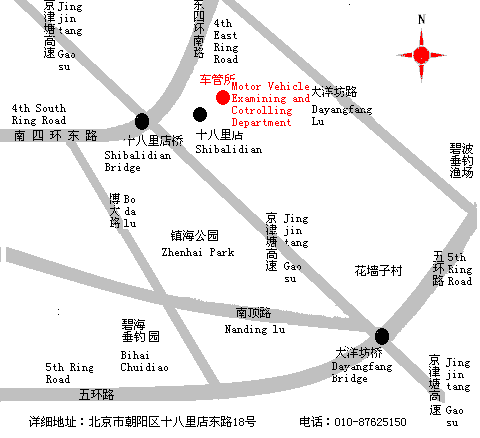 京津塘高速
Jing
jin
tang
Gao
su
东四环南路
4th
East
Ring
Road
N
车管所
Motor Vehicle
Examining and
Cotrolling
Department
大洋坊路
Dayangfang
Lu
4th South
Ring Road
南四环东路
十八里店桥
Shibalidian
Bridge
十八里店
Shibalidian
碧波垂钓渔场
博大路
Bo
da
lu
镇海公园
Zhenhai Park
京津塘高速
Jing
jin
tang
Gao
su
花墙子村
五环路
5th
Ring
Road
南顶路
Nanding lu
碧海
垂钓园
Bihai
Chuidiao
大洋坊桥
Dayangfang
Bridge
5th Ring
Road
五环路
京津塘高速
Jing
jin
tang
Gao
su
详细地址：北京市朝阳区十八里店东路18号
电话：010-87625150